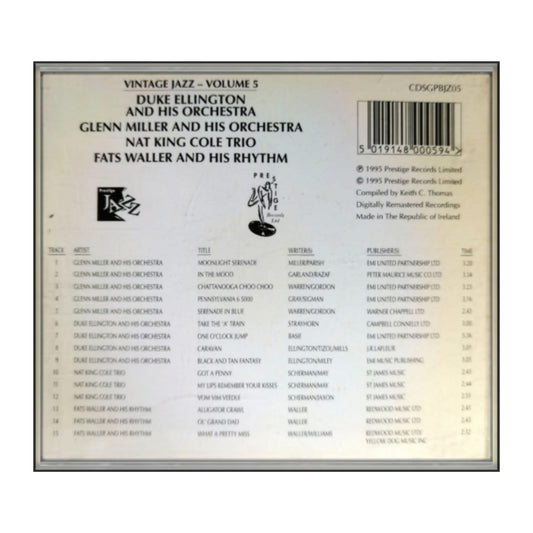 VINTAGE JAZZ – VOLUME 5
DUKE ELLINGTON
AND HIS ORCHESTRA
GLENN MILLER AND HIS ORCHESTRA
NAT KING COLE TRIO
FATS WALLER AND HIS RHYTHM
CDSGPBJZ05
5 019148 000594
℗ 1995 Prestige Records Limited
© 1995 Prestige Records Limited
Compiled by Keith C. Thomas
Digitally Remastered Recordings
Made in The Republic of Ireland
Prestige
JAZZ
PRESTIGE
Records
Ltd
TRACK ARTIST TITLE WRITER(S) PUBLISHER(S) TIME
1 GLENN MILLER AND HIS ORCHESTRA MOONLIGHT SERENADE MILLER/PARISH EMI UNITED PARTNERSHIP LTD 3.20
2 GLENN MILLER AND HIS ORCHESTRA IN THE MOOD GARLAND/RAZAF PETER MAURICE MUSIC CO LTD 3.34
3 GLENN MILLER AND HIS ORCHESTRA CHATTANOOGA CHOO CHOO WARREN/GORDON EMI UNITED PARTNERSHIP LTD
4 GLENN MILLER AND HIS ORCHESTRA PENNSYLVANIA 6 5000 GRAY/SIGMAN EMI UNITED PARTNERSHIP LTD
5 GLENN MILLER AND HIS ORCHESTRA SERENADE IN BLUE WARREN/GORDON WARNER CHAPPELL LTD 2.43
6 DUKE ELLINGTON AND HIS ORCHESTRA TAKE THE 'A' TRAIN STRAYHORN CAMPBELL CONNELLY LTD
7 DUKE ELLINGTON AND HIS ORCHESTRA ONE O'CLOCK JUMP BASIE EMI UNITED PARTNERSHIP LTD
8 DUKE ELLINGTON AND HIS ORCHESTRA CARAVAN ELLINGTON/TIZOL/MILLS J.R.LAFLEUR
9 DUKE ELLINGTON AND HIS ORCHESTRA BLACK AND TAN FANTASY ELLINGTON/MILEY EMI MUSIC PUBLISHING
10 NAT KING COLE TRIO GOT A PENNY SCHERMAN/MAY ST JAMES MUSIC
11 NAT KING COLE TRIO MY LIPS REMEMBER YOUR KISSES SCHERMAN/MAY ST JAMES MUSIC
12 NAT KING COLE TRIO VOM VIM VEEDLE ST JAMES MUSIC
13 FATS WALLER AND HIS RHYTHM ALLIGATOR CRAWL WALLER REDWOOD MUSIC LTD
14 FATS WALLER AND HIS RHYTHM OL' GRAND DAD WALLER REDWOOD MUSIC LTD
15 FATS WALLER AND HIS RHYTHM WHAT A PRETTY MISS WALLER/WILLIAMS REDWOOD MUSIC LTD/
YELLOW DOG MUSIC INC